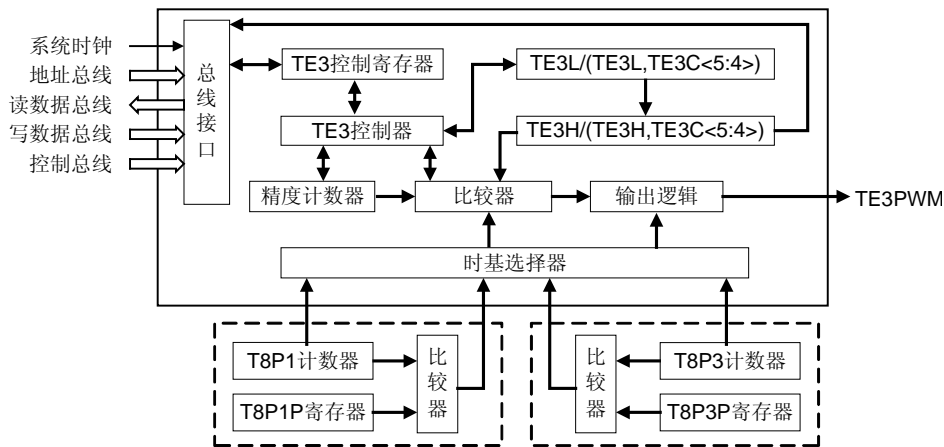 系统时钟
地址总线
读数据总线
写数据总线
控制总线
总线接口
TE3控制寄存器
TE3L/(TE3L,TE3C<5:4>)
TE3控制器
TE3H/(TE3H,TE3C<5:4>)
精度计数器
比较器
输出逻辑
TE3PWM
时基选择器
T8P1计数器
T8P1P寄存器
比较器
比较器
T8P3计数器
T8P3P寄存器